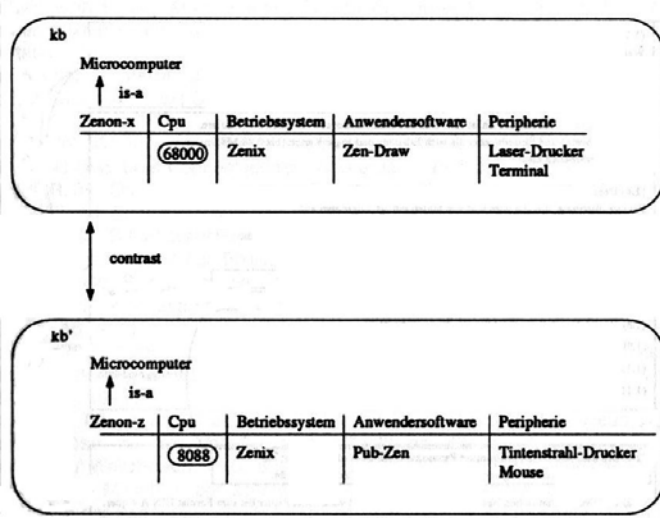 kb
Microcomputer
is-a
Zenon-x Cpu Betriebssystem Anwendersoftware Peripherie
68000 Zenix Zen-Draw Laser-Drucker
Terminal
contrast
kb'
Microcomputer
is-a
Zenon-z Cpu Betriebssystem Anwendersoftware Peripherie
8088 Zenix Pub-Zen Tintenstrahl-Drucker
Mouse